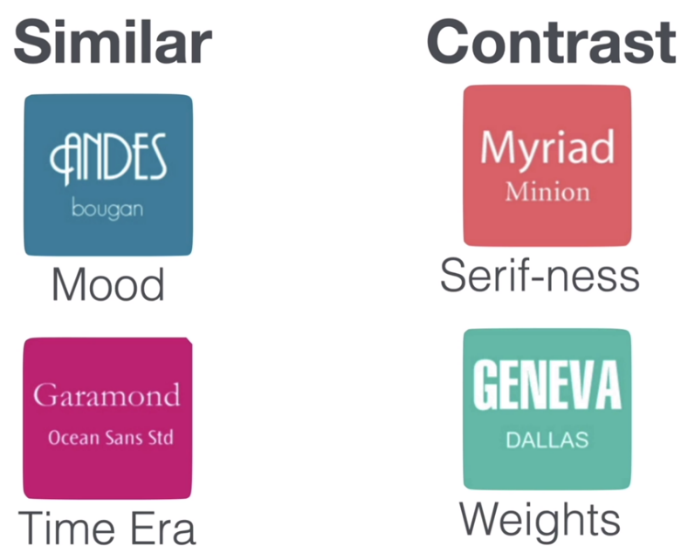 Similar
ANDES
bougan
Mood
Garamond
Ocean Sans Std
Time Era
Contrast
Myriad
Minion
Serif-ness
GENEVA
DALLAS
Weights